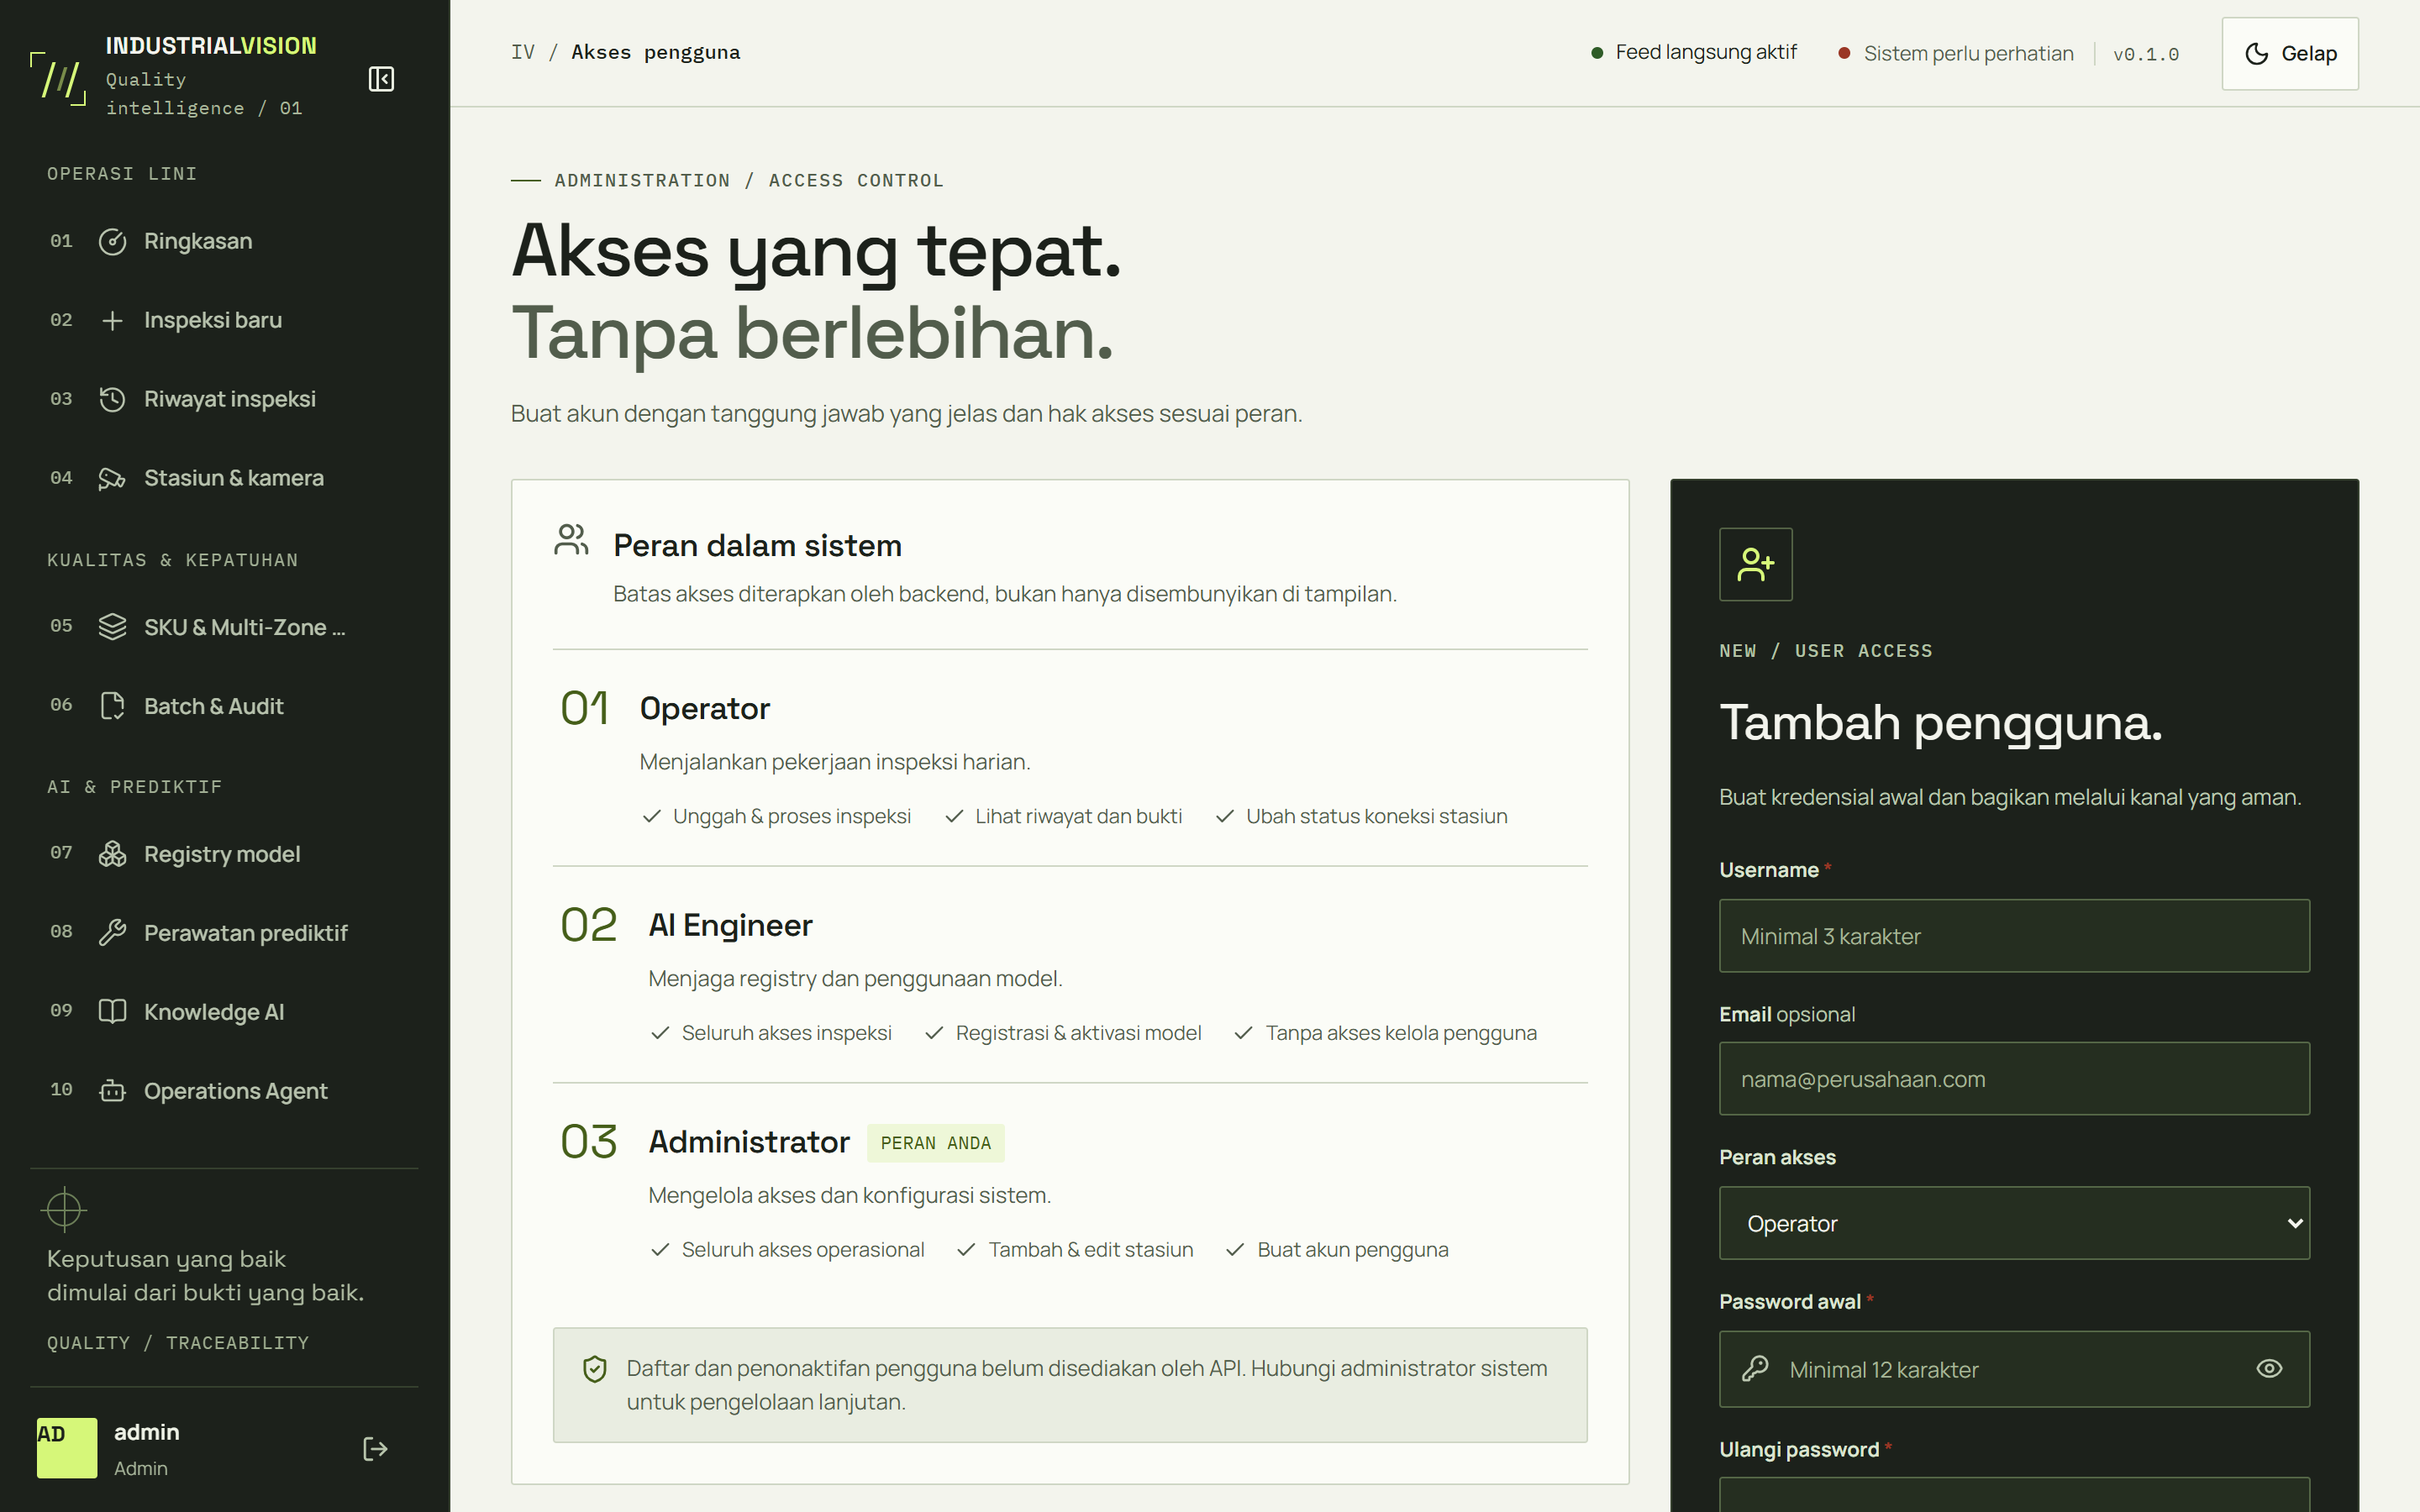 INDUSTRIALVISION
Quality
intelligence / 01
OPERASI LINI
01 Ringkasan
02 Inspeksi baru
03 Riwayat inspeksi
04 Stasiun & kamera
KUALITAS & KEPATUHAN
05 SKU & Multi-Zone ...
06 Batch & Audit
AI & PREDIKTIF
07 Registry model
08 Perawatan prediktif
09 Knowledge AI
10 Operations Agent
Keputusan yang baik
dimulai dari bukti yang baik.
QUALITY / TRACEABILITY
AD
admin
Admin
IV / Akses pengguna
Feed langsung aktif
Sistem perlu perhatian
v0.1.0
Gelap
ADMINISTRATION / ACCESS CONTROL
Akses yang tepat.
Tanpa berlebihan.
Buat akun dengan tanggung jawab yang jelas dan hak akses sesuai peran.
Peran dalam sistem
Batas akses diterapkan oleh backend, bukan hanya disembunyikan di tampilan.
01 Operator
Menjalankan pekerjaan inspeksi harian.
Unggah & proses inspeksi Lihat riwayat dan bukti Ubah status koneksi stasiun
02 AI Engineer
Menjaga registry dan penggunaan model.
Seluruh akses inspeksi Registrasi & aktivasi model Tanpa akses kelola pengguna
03 Administrator PERAN ANDA
Mengelola akses dan konfigurasi sistem.
Seluruh akses operasional Tambah & edit stasiun Buat akun pengguna
Daftar dan penonaktifan pengguna belum disediakan oleh API. Hubungi administrator sistem
untuk pengelolaan lanjutan.
NEW / USER ACCESS
Tambah pengguna.
Buat kredensial awal dan bagikan melalui kanal yang aman.
Username *
Minimal 3 karakter
Email opsional
nama@perusahaan.com
Peran akses
Operator
Password awal *
Minimal 12 karakter
Ulangi password *